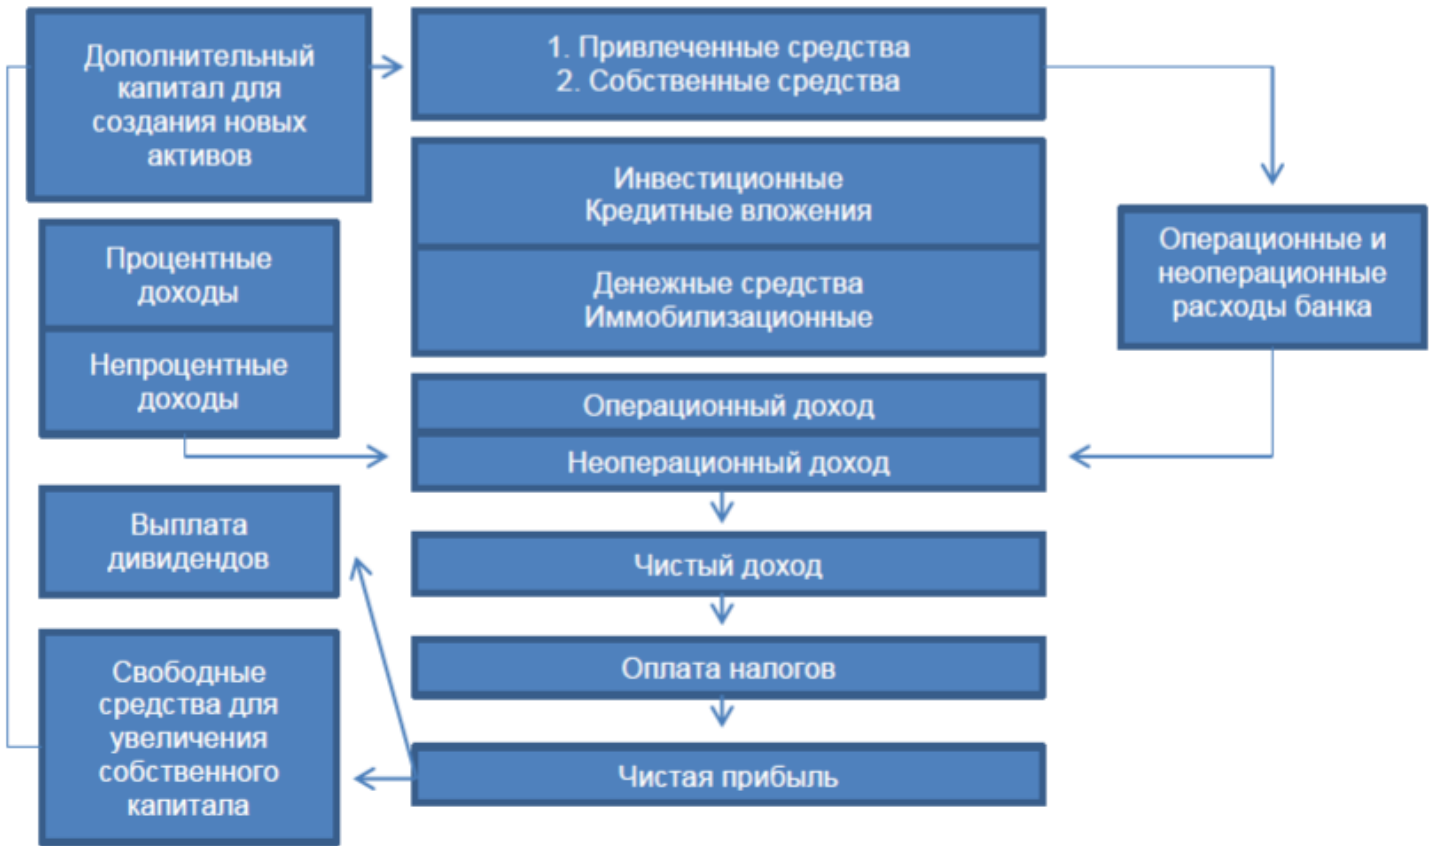 Дополнительный
капитал для
создания новых
активов
1. Привлеченные средства
2. Собственные средства
Инвестиционные
Кредитные вложения
Денежные средства
Иммобилизационные
Операционные и
неоперационные
расходы банка
Процентные
доходы
Непроцентные
доходы
Операционный доход
Неоперационный доход
Выплата
дивидендов
Чистый доход
Оплата налогов
Свободные
средства для
увеличения
собственного
капитала
Чистая прибыль